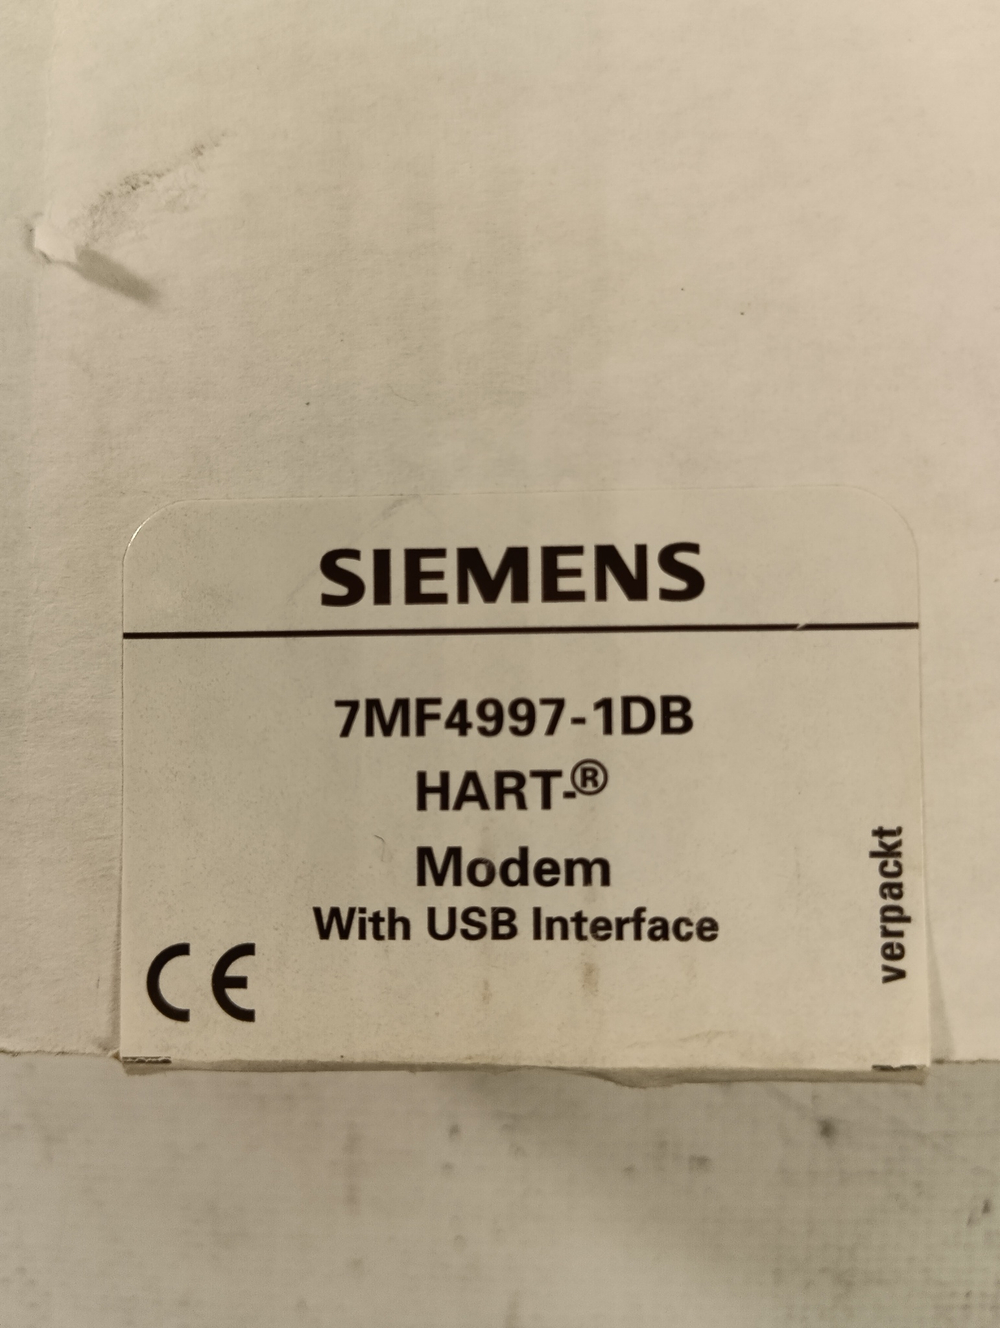 SIEMENS
7MF4997-1DB
HART-®
Modem
With USB Interface
verpackt
CE